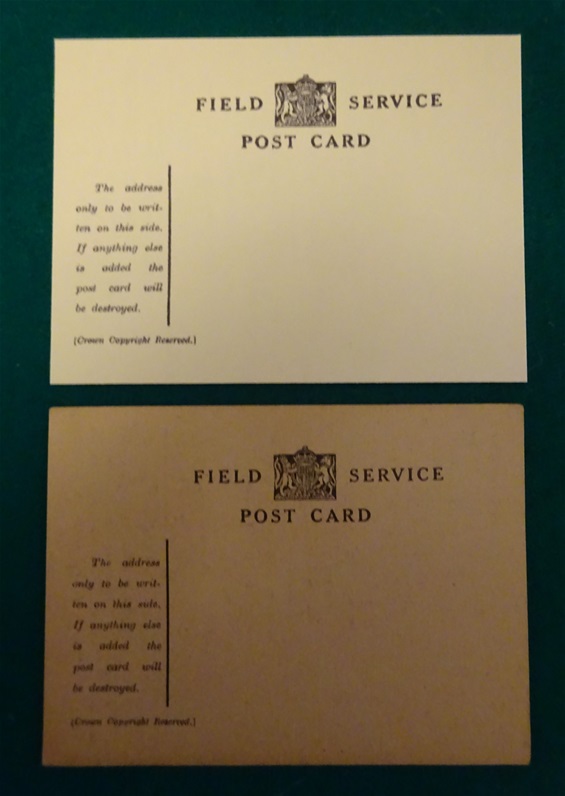 FIELD SERVICE
POST CARD
The address
only to be writ-
ten on this side.
If anything else
is added the
post card will
be destroyed.
[Crown Copyright Reserved.]
FIELD SERVICE
POST CARD
The address
only to be writ-
ten on this side.
If anything else
is added the
post card will
be destroyed.
[Crown Copyright Reserved.]